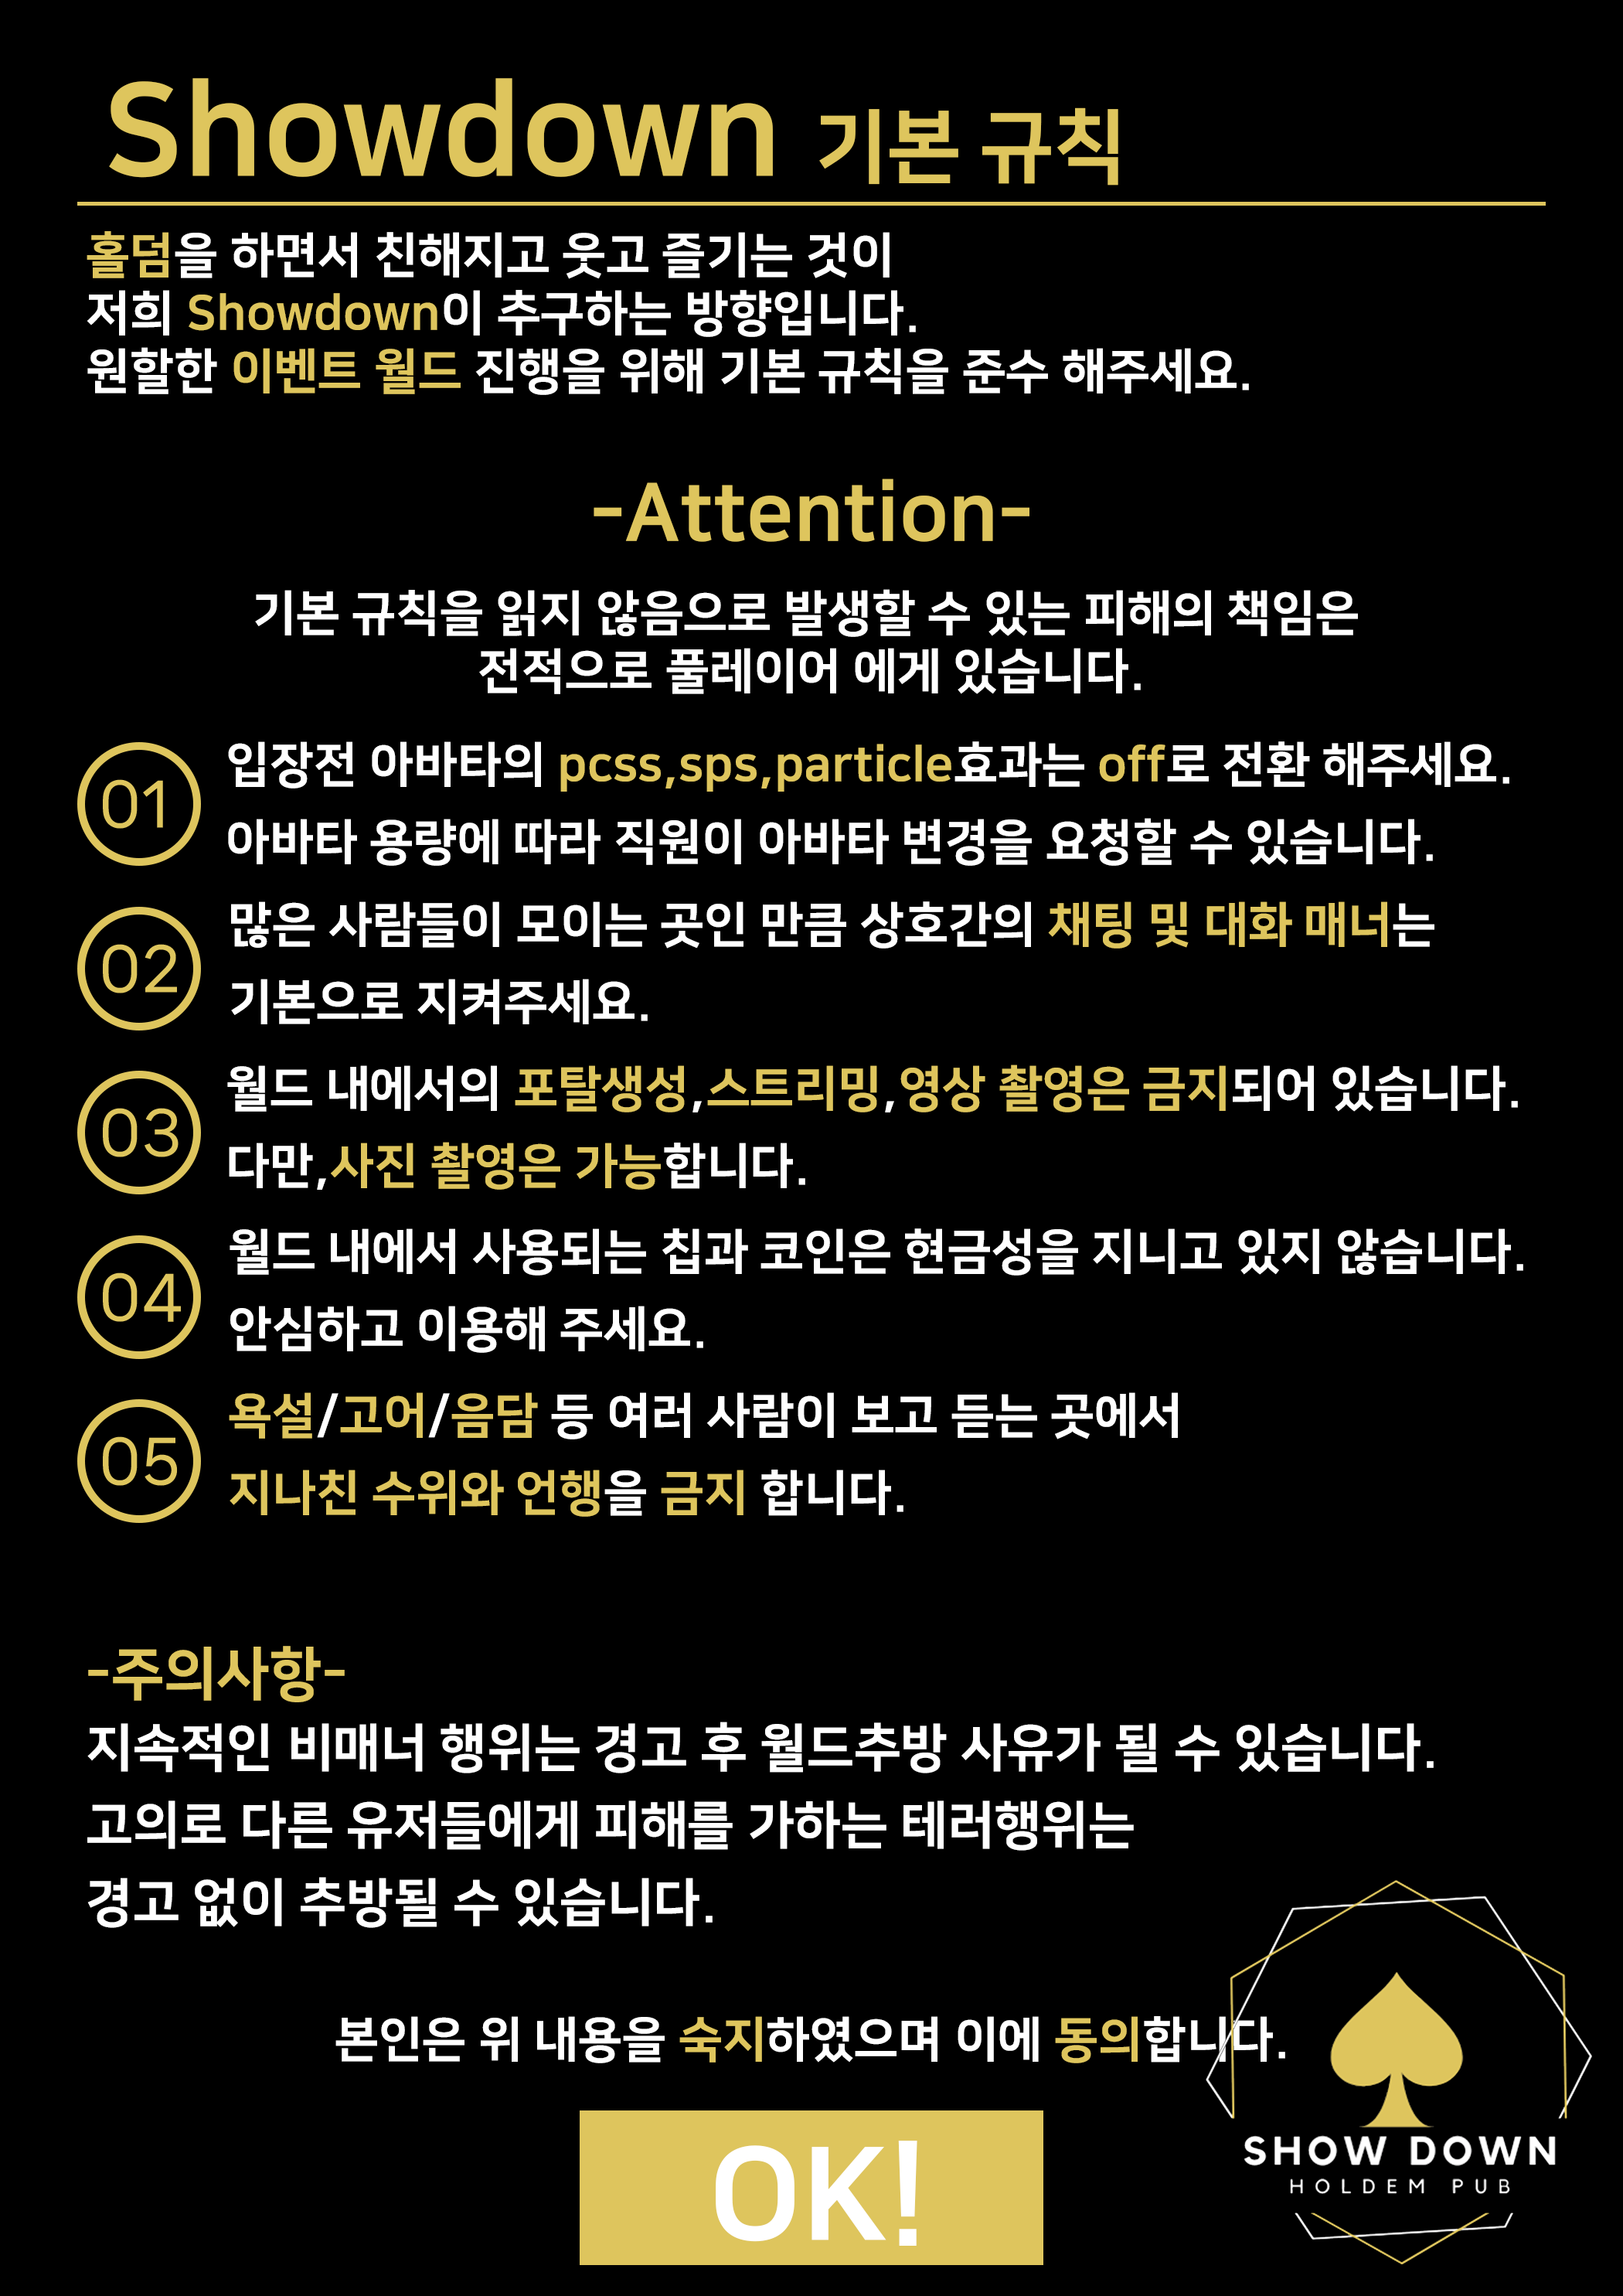 Showdown 기본 규칙
홀덤을 하면서 친해지고 웃고 즐기는 것이
저희 Showdown이 추구하는 방향입니다.
원할한 이벤트 월드 진행을 위해 기본 규칙을 준수 해주세요.
-Attention-
기본 규칙을 읽지 않음으로 발생할 수 있는 피해의 책임은
전적으로 풀레이어 에게 있습니다.
01
입장전 아바타의 pcss,sps,particle효과는 off로 전환 해주세요.
아바타 용량에 따라 직원이 아바타 변경을 요청할 수 있습니다.
02
많은 사람들이 모이는 곳인 만큼 상호간의 채팅 및 대화 매너는
기본으로 지켜주세요.
03
월드 내에서의 포탈생성,스트리밍,영상 촬영은 금지되어 있습니다.
다만,사진 촬영은 가능합니다.
04
월드 내에서 사용되는 칩과 코인은 현금성을 지니고 있지 않습니다.
안심하고 이용해 주세요.
05
욕설/고어/음담 등 여러 사람이 보고 듣는 곳에서
지나친 수위와 언행을 금지 합니다.
-주의사항-
지속적인 비매너 행위는 경고 후 월드추방 사유가 될 수 있습니다.
고의로 다른 유저들에게 피해를 가하는 테러행위는
경고 없이 추방될 수 있습니다.
본인은 위 내용을 숙지하였으며 이에 동의합니다.
OK!
SHOW DOWN
HOLDEM PUB